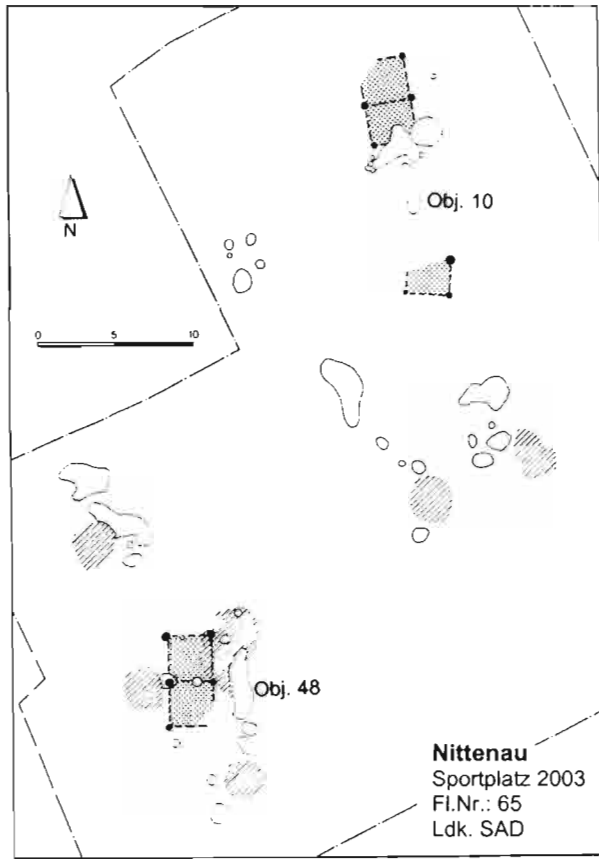 Obj. 10
N
0 5 10
Obj. 48
Nittenau
Sportplatz 2003
Fl.Nr.: 65
Ldk. SAD